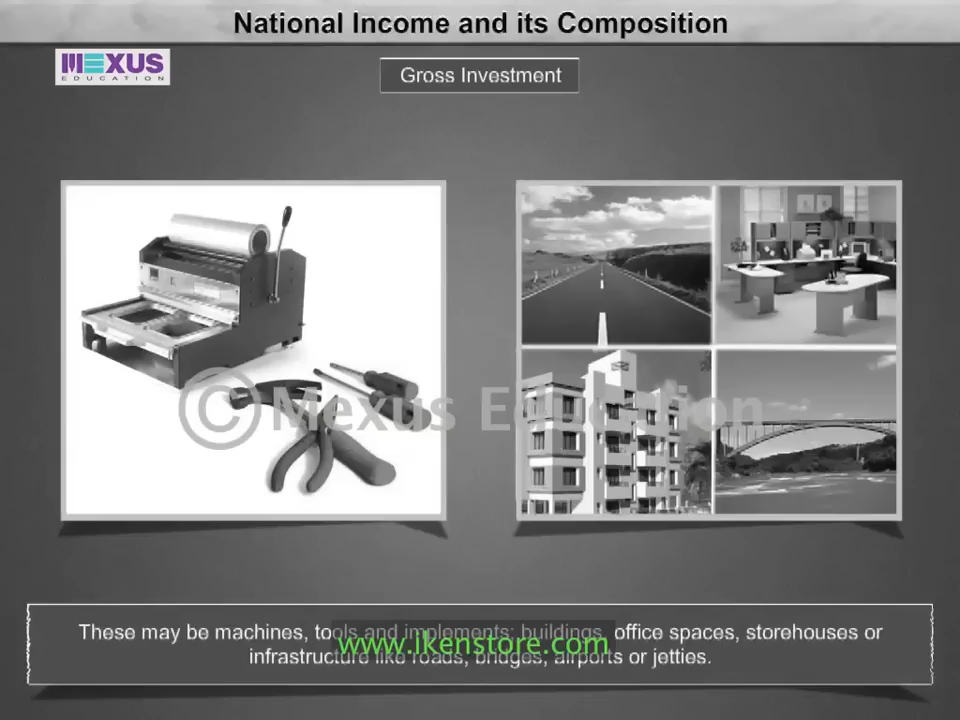 National Income and its Composition
MEXUS
EDUCATION
Gross Investment
© Mexus Education
These may be machines, tools and implements; buildings, office spaces, storehouses or
www.ikenstore.com
infrastructure like roads, bridges, airports or jetties.